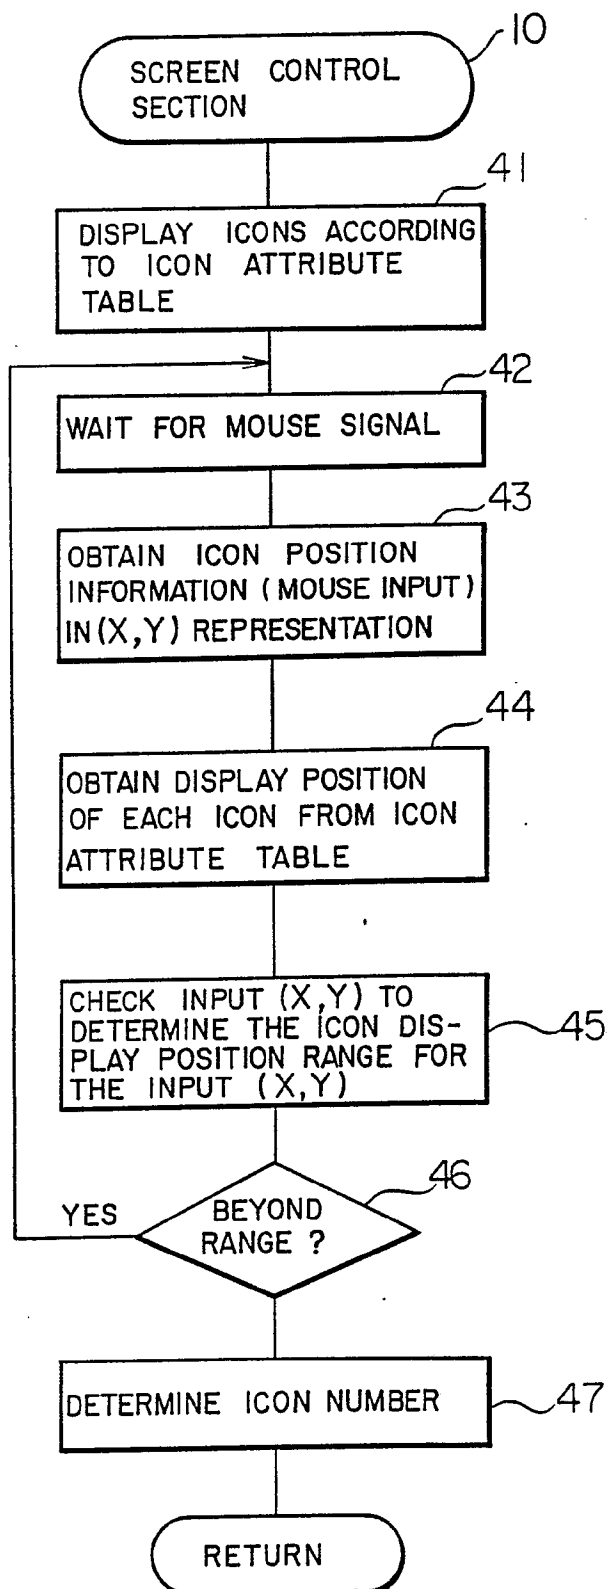 10
SCREEN CONTROL
SECTION
41
DISPLAY ICONS ACCORDING
TO ICON ATTRIBUTE
TABLE
42
WAIT FOR MOUSE SIGNAL
43
OBTAIN ICON POSITION
INFORMATION (MOUSE INPUT)
IN (X,Y) REPRESENTATION
44
OBTAIN DISPLAY POSITION
OF EACH ICON FROM ICON
ATTRIBUTE TABLE
CHECK INPUT (X,Y) TO
DETERMINE THE ICON DIS-
PLAY POSITION RANGE FOR
THE INPUT (X,Y)
45
46
YES
BEYOND
RANGE ?
DETERMINE ICON NUMBER
47
RETURN